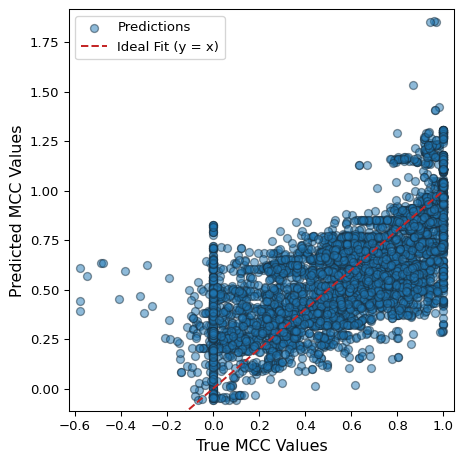 Predictions
Ideal Fit (y = x)
1.75
1.50
1.25
1.00
0.75
0.50
0.25
0.00
Predicted MCC Values
−0.6 −0.4 −0.2 0.0 0.2 0.4 0.6 0.8 1.0
True MCC Values